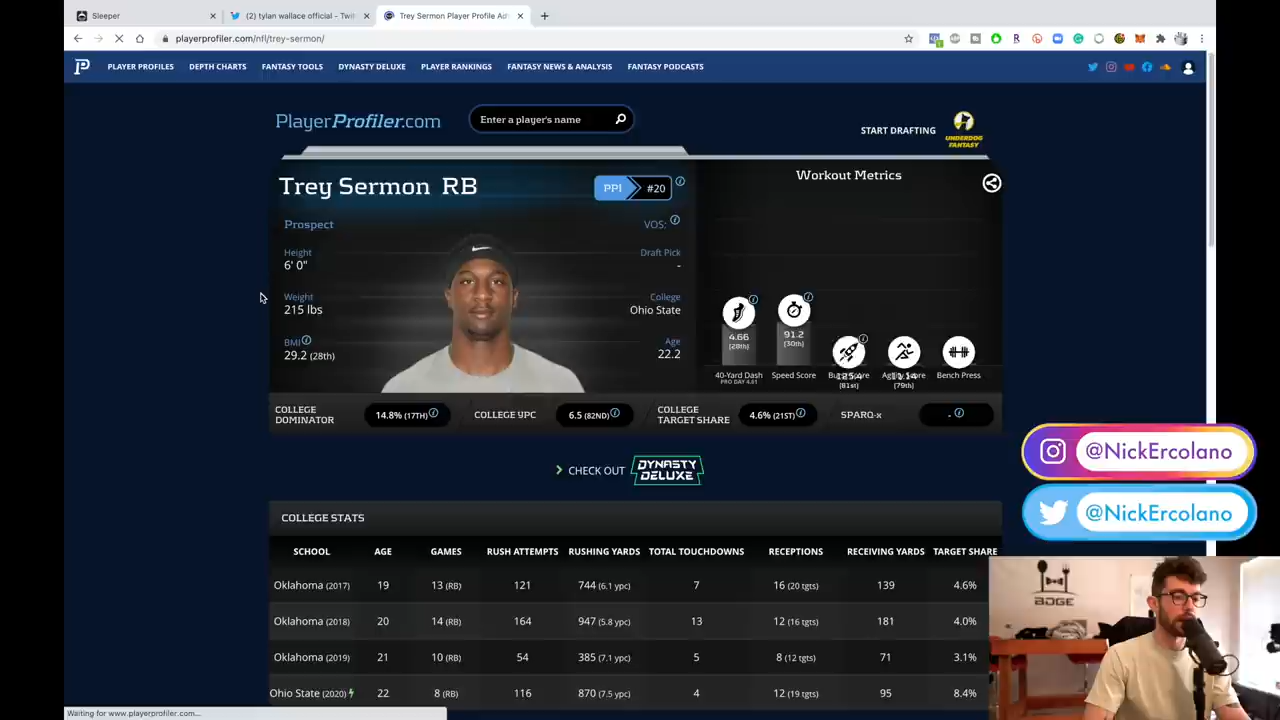 Sleeper
(2) tylan wallace official - Twit
Trey Sermon Player Profile Ad
playerprofiler.com/nfl/trey-sermon/
PLAYER PROFILES
DEPTH CHARTS
FANTASY TOOLS
DYNASTY DELUXE
PLAYER RANKINGS
FANTASY NEWS & ANALYSIS
FANTASY PODCASTS
PlayerProfiler.com
Enter a player's name
START DRAFTING
UNDERDOG
FANTASY
Trey Sermon RB
PPI #20
Workout Metrics
Prospect
VOS:
Height
6' 0"
Draft Pick
-
Weight
215 lbs
College
Ohio State
BMI
29.2 (28th)
Age
22.2
4.66
(28th)
91.2
(30th)
40-Yard Dash
PRO DAY 4.61
Speed Score
(81st)
(79th)
Bench Press
COLLEGE
DOMINATOR
14.8% (17TH)
COLLEGE YPC
6.5 (82ND)
COLLEGE
TARGET SHARE
4.6% (21ST)
SPARQ-x
-
CHECK OUT
DYNASTY
DELUXE
@NickErcolano
@NickErcolano
COLLEGE STATS
SCHOOL AGE GAMES RUSH ATTEMPTS RUSHING YARDS TOTAL TOUCHDOWNS RECEPTIONS RECEIVING YARDS TARGET SHARE
Oklahoma (2017) 19 13 (RB) 121 744 (6.1 ypc) 7 16 (20 tgts) 139 4.6%
Oklahoma (2018) 20 14 (RB) 164 947 (5.8 ypc) 13 12 (16 tgts) 181 4.0%
Oklahoma (2019) 21 10 (RB) 54 385 (7.1 ypc) 5 8 (12 tgts) 71 3.1%
Ohio State (2020) 22 8 (RB) 116 870 (7.5 ypc) 4 12 (19 tgts) 95 8.4%
BDGE
Waiting for www.playerprofiler.com...